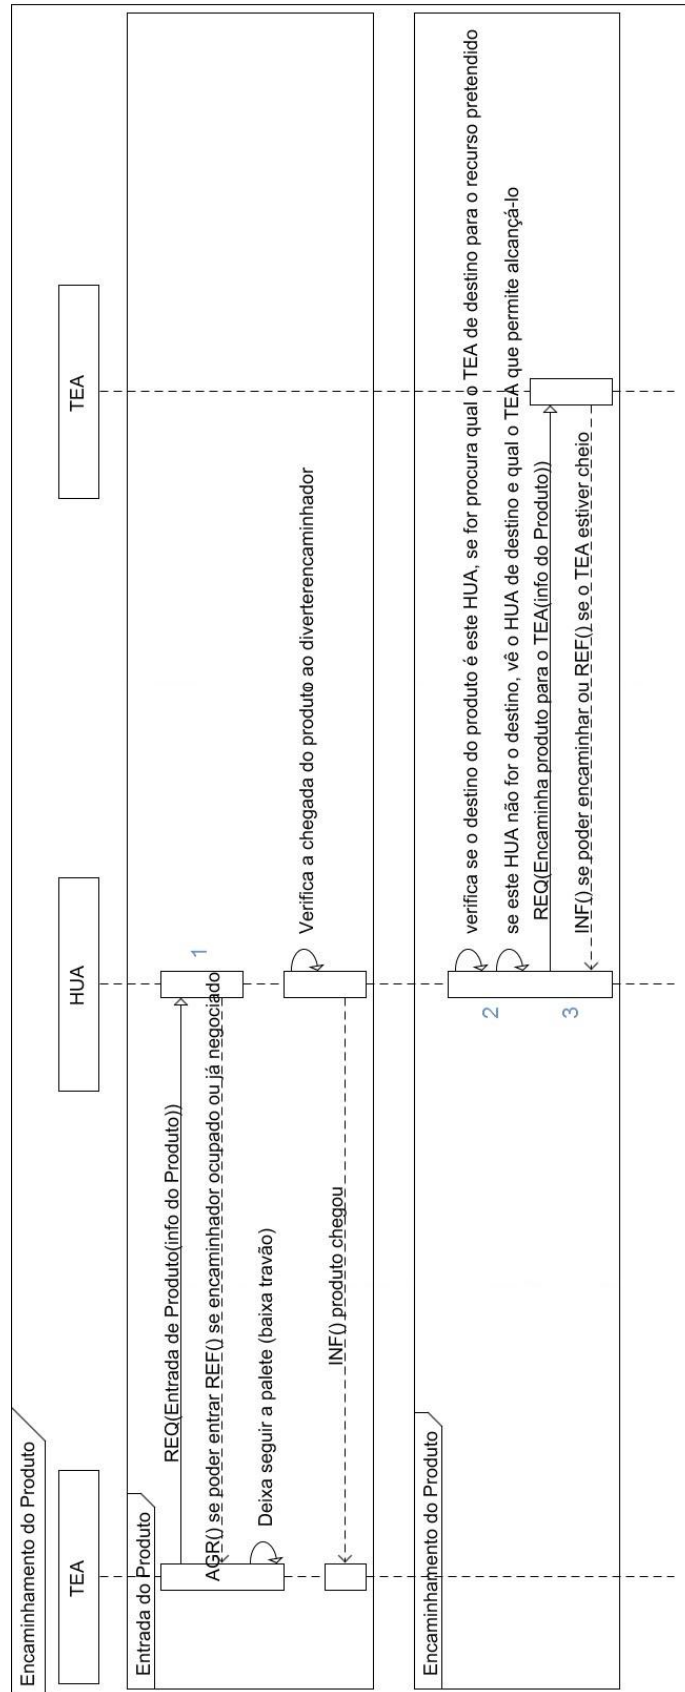 Encaminhamento do Produto
TEA
HUA
TEA
Entrada do Produto
REQ(Entrada de Produto(info do Produto))
1
AGR() se poder entrar REF() se encaminhador ocupado ou já negociado
Deixa seguir a palete (baixa travão)
Verifica a chegada do produto ao diverterencaminhador
INF() produto chegou
Encaminhamento do Produto
verifica se o destino do produto é este HUA, se for procura qual o TEA de destino para o recurso pretendido
2
se este HUA não for o destino, vê o HUA de destino e qual o TEA que permite alcançá-lo
REQ(Encaminha produto para o TEA(info do Produto))
3
INF() se poder encaminhar ou REF() se o TEA estiver cheio